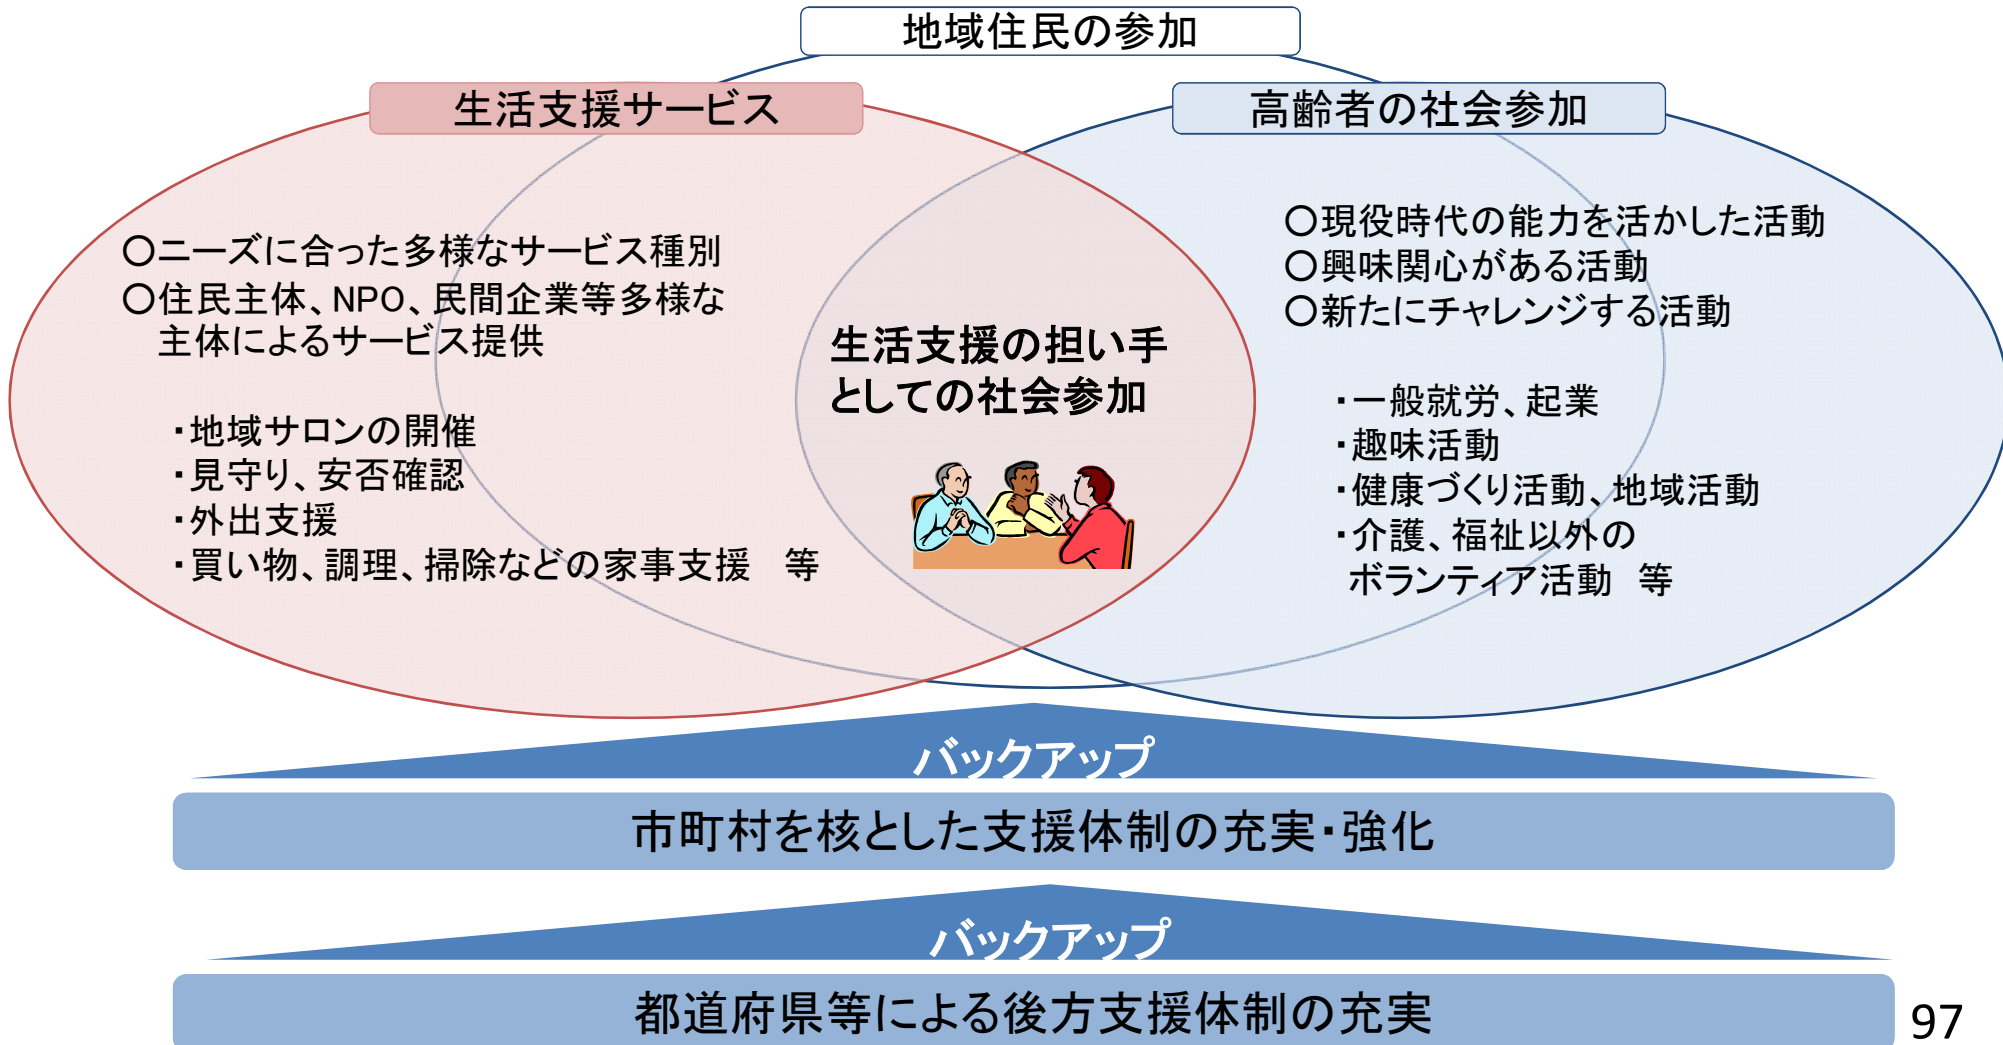 地域住民の参加
生活支援サービス
高齢者の社会参加
○ニーズに合った多様なサービス種別
○住民主体、NPO、民間企業等多様な
主体によるサービス提供
・地域サロンの開催
・見守り、安否確認
・外出支援
・買い物、調理、掃除などの家事支援　等
生活支援の担い手
としての社会参加
○現役時代の能力を活かした活動
○興味関心がある活動
○新たにチャレンジする活動
・一般就労、起業
・趣味活動
・健康づくり活動、地域活動
・介護、福祉以外の
ボランティア活動　等
バックアップ
市町村を核とした支援体制の充実・強化
バックアップ
都道府県等による後方支援体制の充実
97